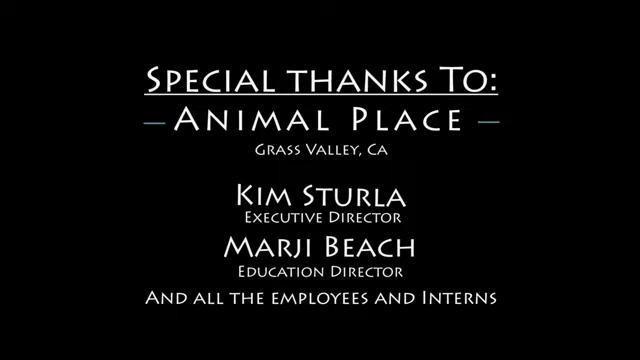 Special thanks To:
— Animal Place —
Grass Valley, Ca
Kim Sturla
Executive Director
Marji Beach
Education Director
And all the employees and Interns